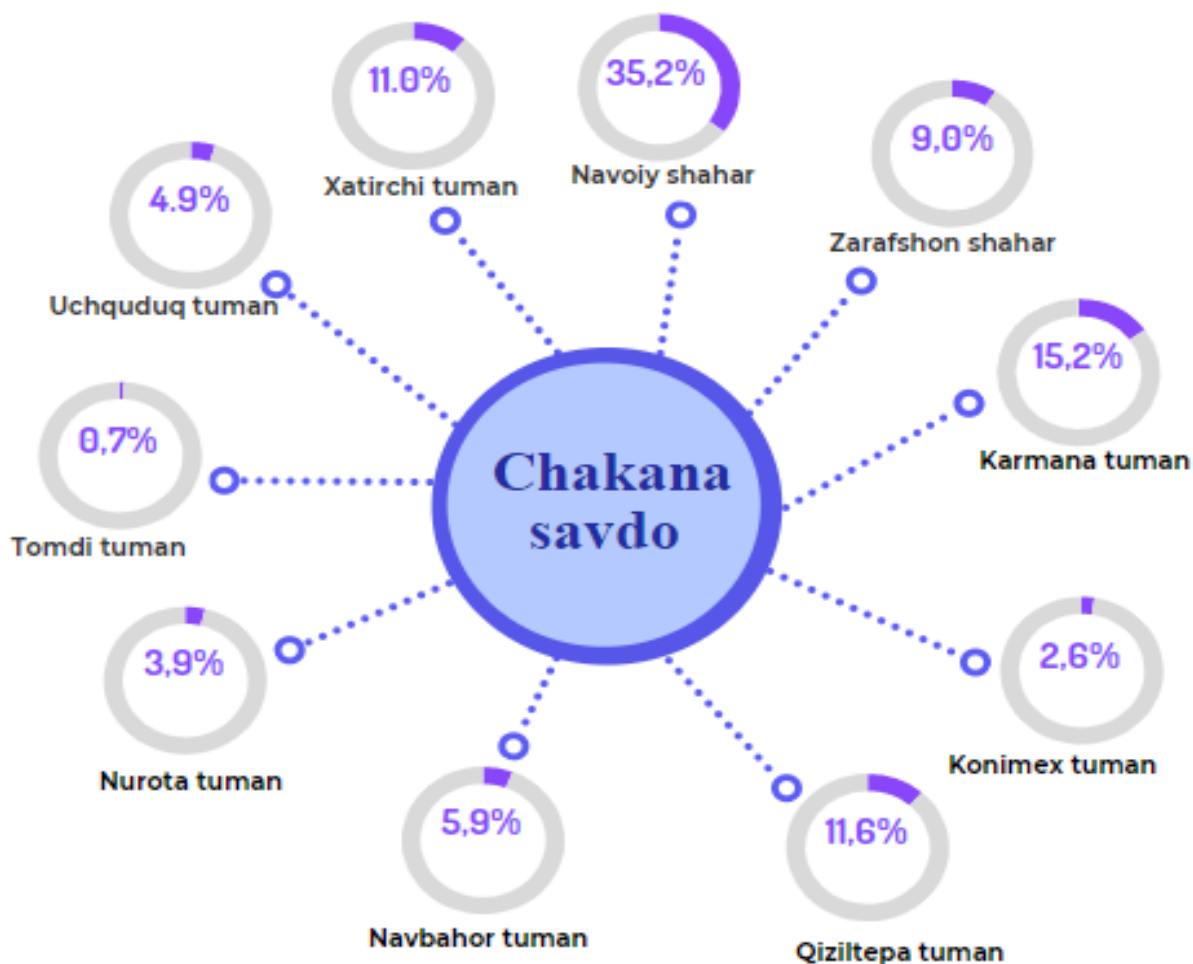 35,2%
Navoiy shahar
9,0%
Zarafshon shahar
15,2%
Karmana tuman
2,6%
Konimex tuman
11,6%
Qiziltepa tuman
5,9%
Navbahor tuman
3,9%
Nurota tuman
0,7%
Tomdi tuman
4.9%
Uchquduq tuman
11.0%
Xatirchi tuman
Chakana
savdo